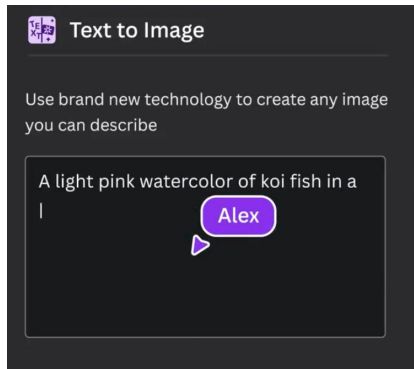 TEXT
Text to Image
Use brand new technology to create any image
you can describe
A light pink watercolor of koi fish in a
Alex